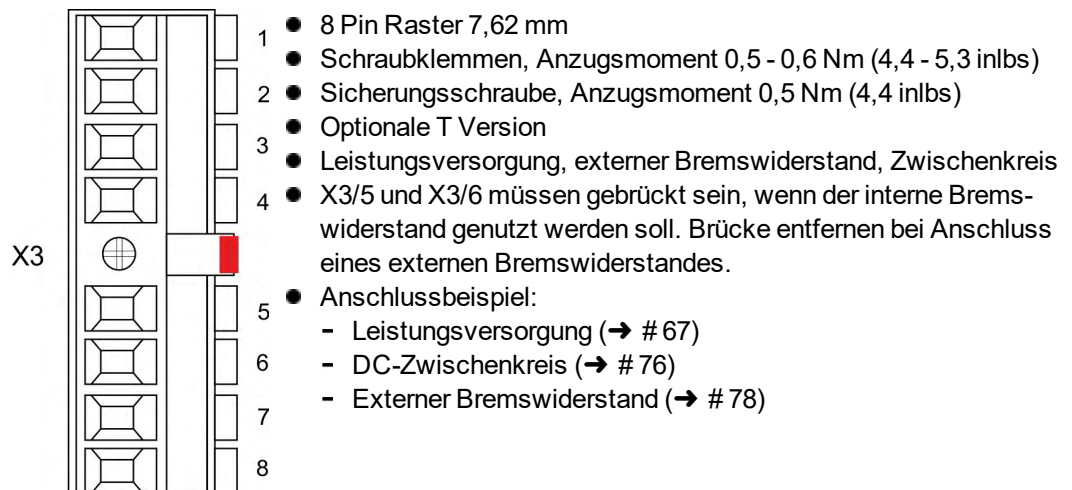 X3
1
2
3
4
5
6
7
8
● 8 Pin Raster 7,62 mm
● Schraubklemmen, Anzugsmoment 0,5 - 0,6 Nm (4,4 - 5,3 inlbs)
● Sicherungsschraube, Anzugsmoment 0,5 Nm (4,4 inlbs)
● Optionale T Version
● Leistungsversorgung, externer Bremswiderstand, Zwischenkreis
● X3/5 und X3/6 müssen gebrückt sein, wenn der interne Brems-
widerstand genutzt werden soll. Brücke entfernen bei Anschluss
eines externen Bremswiderstandes.
● Anschlussbeispiel:
- Leistungsversorgung (➔ # 67)
- DC-Zwischenkreis (➔ # 76)
- Externer Bremswiderstand (➔ # 78)